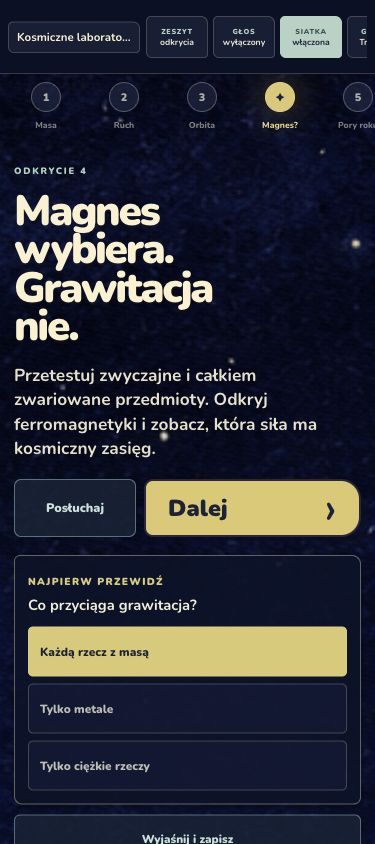 Kosmiczne laborato...
ZESZYT
odkrycia
GŁOS
wyłączony
SIATKA
włączona
G
Tr
1
2
3
5
Masa
Ruch
Orbita
Magnes?
Pory roku
ODKRYCIE 4
Magnes
wybiera.
Grawitacja
nie.
Przetestuj zwyczajne i całkiem
zwariowane przedmioty. Odkryj
ferromagnetyki i zobacz, która siła ma
kosmiczny zasięg.
Posłuchaj
Dalej
NAJPIERW PRZEWIDŹ
Co przyciąga grawitacja?
Każdą rzecz z masą
Tylko metale
Tylko ciężkie rzeczy
Wyjaśnij i zapisz